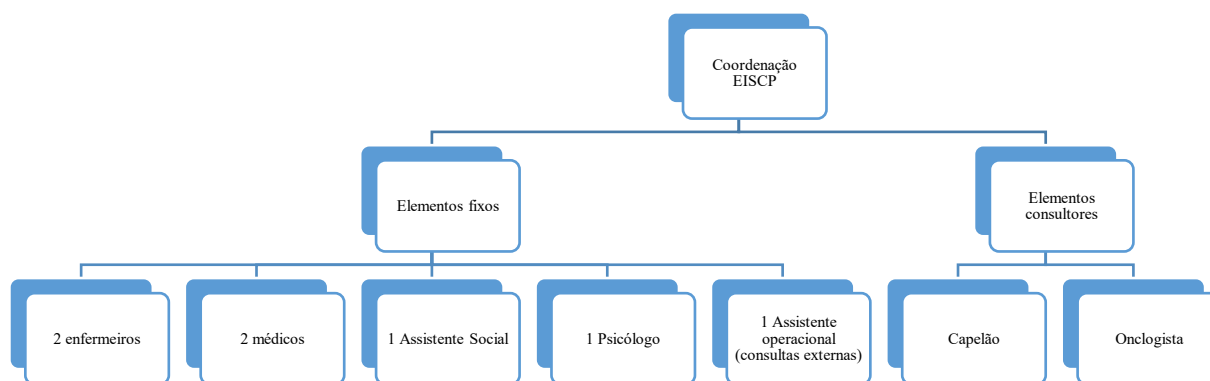 Coordenação
EISCP
Elementos fixos
Elementos
consultores
2 enfermeiros
2 médicos
1 Assistente Social
1 Psicólogo
1 Assistente
operacional
(consultas externas)
Capelão
Onclogista